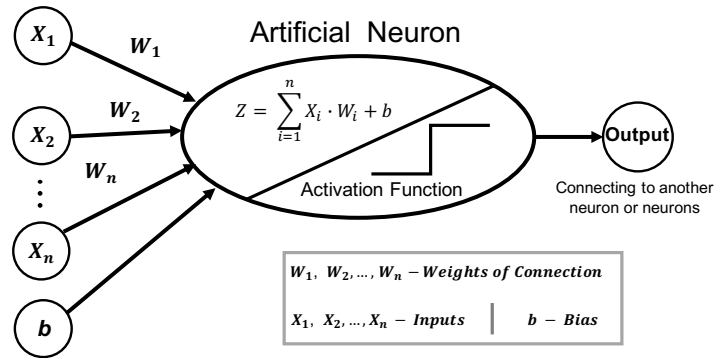 Artificial Neuron
X₁
W₁
X₂
W₂
⋮
Wₙ
Xₙ
b
Z = ∑ᵢ₌₁ⁿ Xᵢ · Wᵢ + b
Activation Function
Output
Connecting to another
neuron or neurons
W₁, W₂,…, Wₙ – Weights of Connection
X₁, X₂,…, Xₙ – Inputs | b – Bias